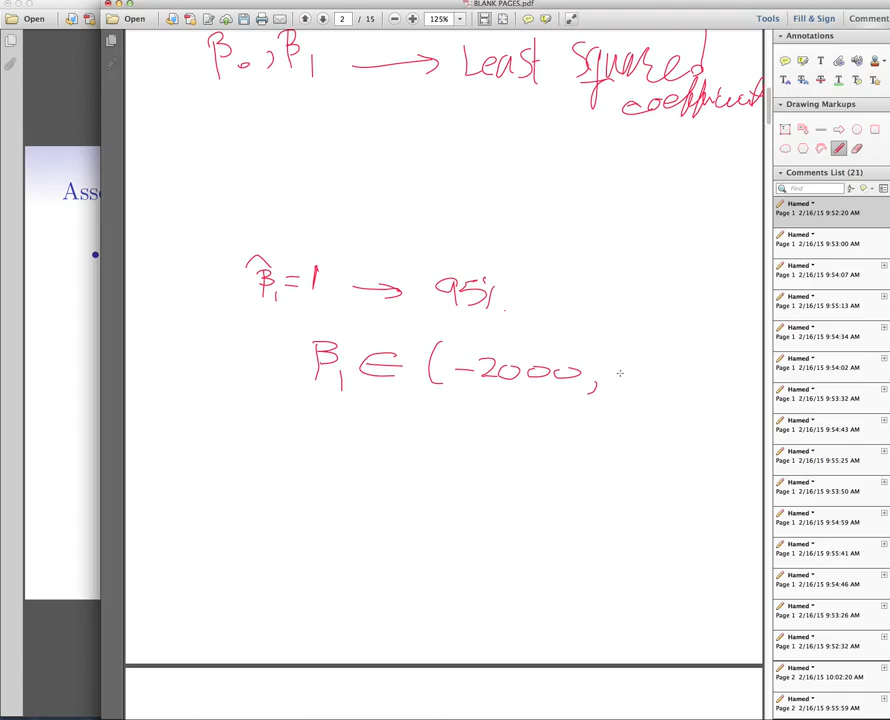 BLANK PAGES.pdf
Open
Open
2 / 15
125%
Tools
Fill & Sign
Comment
Annotations
T
Drawing Markups
Comments List (21)
Find
Hamed
Page 1 2/16/15 9:52:20 AM
Hamed
Page 1 2/16/15 9:53:00 AM
Hamed
Page 1 2/16/15 9:54:07 AM
Hamed
Page 1 2/16/15 9:55:13 AM
Hamed
Page 1 2/16/15 9:54:34 AM
Hamed
Page 1 2/16/15 9:54:02 AM
Hamed
Page 1 2/16/15 9:53:32 AM
Hamed
Page 1 2/16/15 9:54:43 AM
Hamed
Page 1 2/16/15 9:55:25 AM
Hamed
Page 1 2/16/15 9:53:50 AM
Hamed
Page 1 2/16/15 9:54:59 AM
Hamed
Page 1 2/16/15 9:55:41 AM
Hamed
Page 1 2/16/15 9:54:46 AM
Hamed
Page 1 2/16/15 9:53:26 AM
Hamed
Page 1 2/16/15 9:52:32 AM
Hamed
Page 2 2/16/15 10:02:20 AM
Hamed
Page 2 2/16/15 9:55:59 AM
Asse
β₀, β₁ → Least squared
coefficient
β̂₁ = 1 → 95%
β₁ ∈ (-2000,